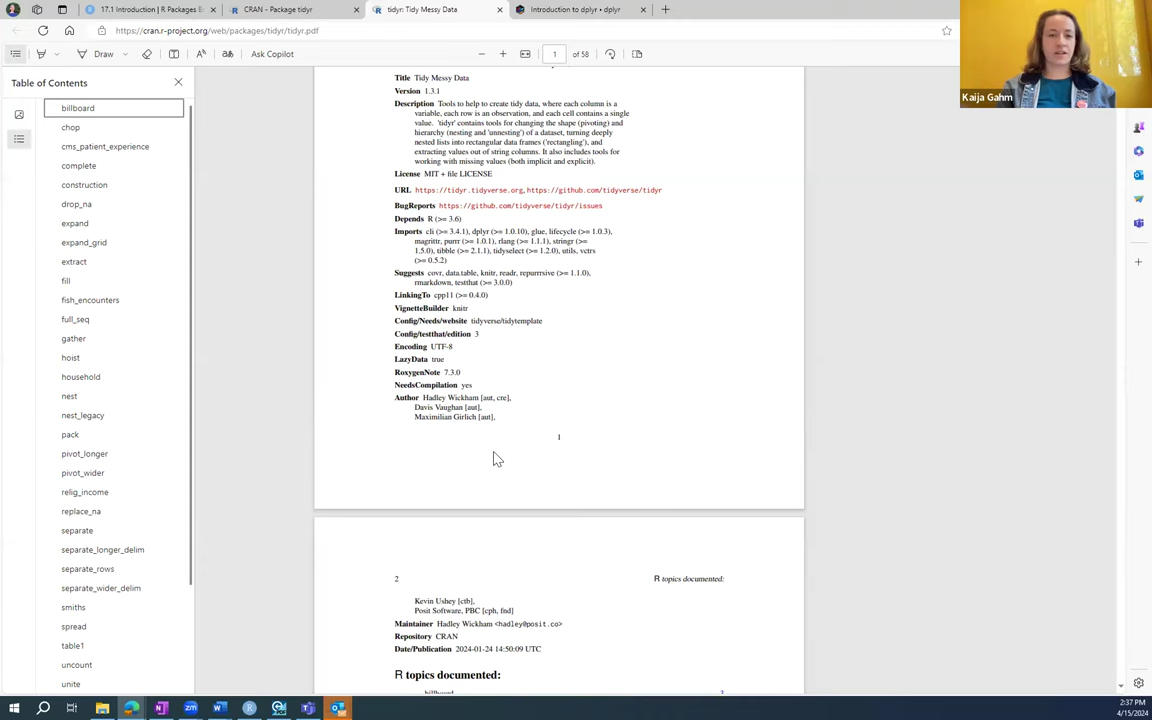 17.1 Introduction | R Packages E
CRAN - Package tidyr
tidyr: Tidy Messy Data
Introduction to dplyr • dplyr
https://cran.r-project.org/web/packages/tidyr/tidyr.pdf
Draw
Ask Copilot
1
of 58
Kaija Gahm
Table of Contents
billboard
chop
cms_patient_experience
complete
construction
drop_na
expand
expand_grid
extract
fill
fish_encounters
full_seq
gather
hoist
household
nest
nest_legacy
pack
pivot_longer
pivot_wider
relig_income
replace_na
separate
separate_longer_delim
separate_rows
separate_wider_delim
smiths
spread
table1
uncount
unite
Title Tidy Messy Data
Version 1.3.1
Description Tools to help to create tidy data, where each column is a
variable, each row is an observation, and each cell contains a single
value. 'tidyr' contains tools for changing the shape (pivoting) and
hierarchy (nesting and 'unnesting') of a dataset, turning deeply
nested lists into rectangular data frames ('rectangling'), and
extracting values out of string columns. It also includes tools for
working with missing values (both implicit and explicit).
License MIT + file LICENSE
URL https://tidyr.tidyverse.org, https://github.com/tidyverse/tidyr
BugReports https://github.com/tidyverse/tidyr/issues
Depends R (>= 3.6)
Imports cli (>= 3.4.1), dplyr (>= 1.0.10), glue, lifecycle (>= 1.0.3),
magrittr, purrr (>= 1.0.1), rlang (>= 1.1.1), stringr (>=
1.5.0), tibble (>= 2.1.1), tidyselect (>= 1.2.0), utils, vctrs
(>= 0.5.2)
Suggests covr, data.table, knitr, readr, repurrrsive (>= 1.1.0),
rmarkdown, testthat (>= 3.0.0)
LinkingTo cpp11 (>= 0.4.0)
VignetteBuilder knitr
Config/Needs/website tidyverse/tidytemplate
Config/testthat/edition 3
Encoding UTF-8
LazyData true
RoxygenNote 7.3.0
NeedsCompilation yes
Author Hadley Wickham [aut, cre],
Davis Vaughan [aut],
Maximilian Girlich [aut],
1
2
R topics documented:
Kevin Ushey [ctb],
Posit Software, PBC [cph, fnd]
Maintainer Hadley Wickham <hadley@posit.co>
Repository CRAN
Date/Publication 2024-01-24 14:50:09 UTC
R topics documented:
billboard
3
2:37 PM
4/15/2024